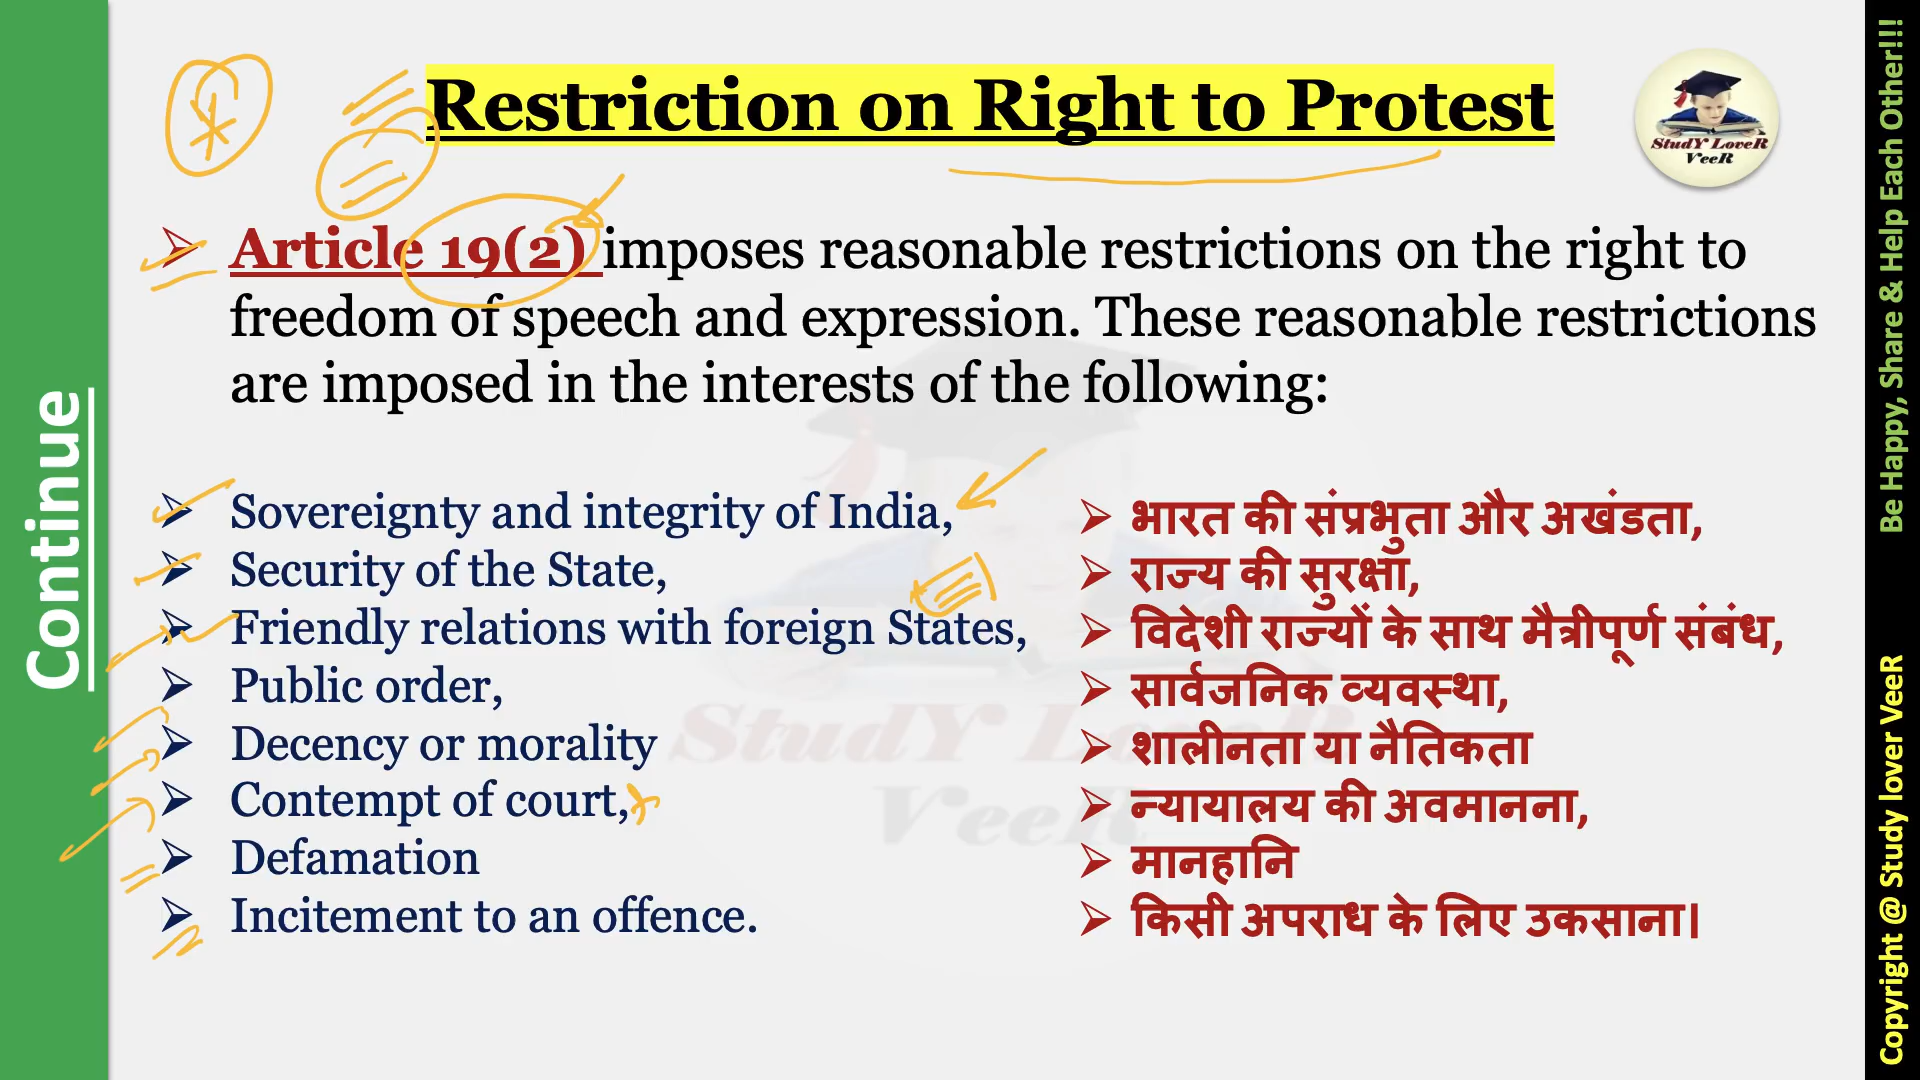 Restriction on Right to Protest
StudY LoveR
VeeR
Article 19(2) imposes reasonable restrictions on the right to
freedom of speech and expression. These reasonable restrictions
are imposed in the interests of the following:
Sovereignty and integrity of India,
Security of the State,
Friendly relations with foreign States,
Public order,
Decency or morality
Contempt of court,
Defamation
Incitement to an offence.
भारत की संप्रभुता और अखंडता,
राज्य की सुरक्षा,
विदेशी राज्यों के साथ मैत्रीपूर्ण संबंध,
सार्वजनिक व्यवस्था,
शालीनता या नैतिकता
न्यायालय की अवमानना,
मानहानि
किसी अपराध के लिए उकसाना।
StudY LoveR
VeeR
Continue
Be Happy, Share & Help Each Other!!!
Copyright @ Study lover VeeR